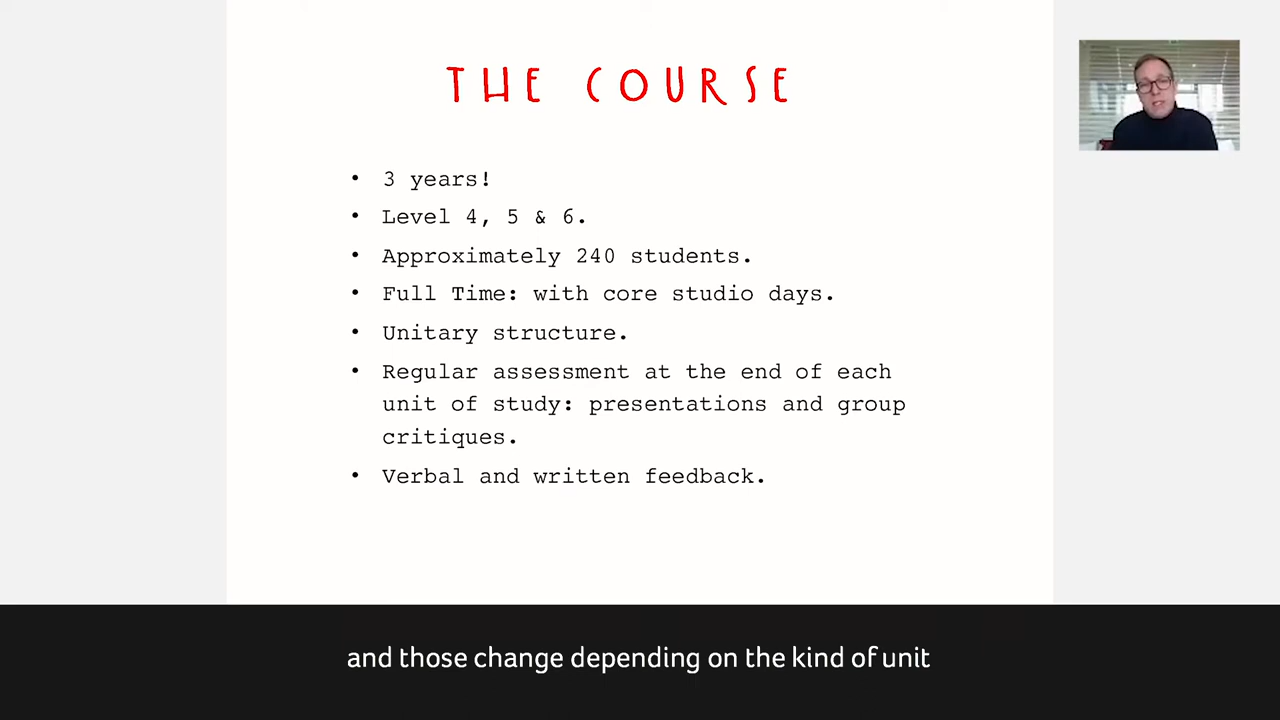 THE COURSE
• 3 years!
• Level 4, 5 & 6.
• Approximately 240 students.
• Full Time: with core studio days.
• Unitary structure.
• Regular assessment at the end of each
unit of study: presentations and group
critiques.
• Verbal and written feedback.
and those change depending on the kind of unit